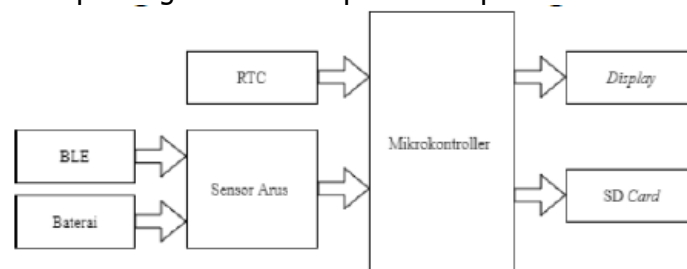 RTC
Display
Mikrokontroller
BLE
Sensor Arus
SD Card
Baterai